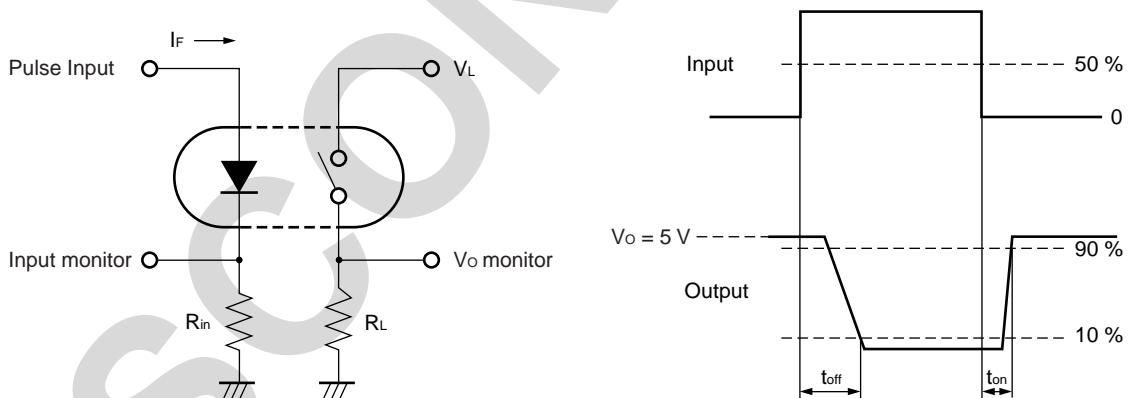 IF
Pulse Input
VL
Input monitor
VO monitor
Rin
RL
Input
50 %
0
VO = 5 V
90 %
Output
10 %
toff
ton
SCON